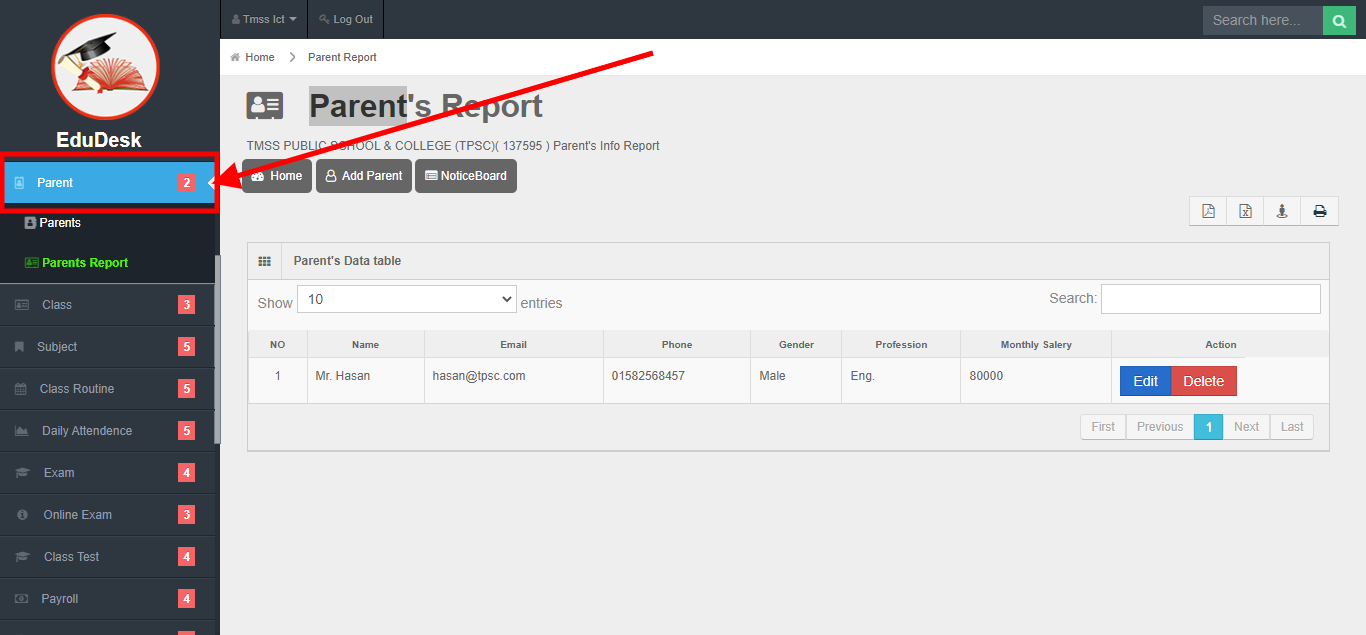 Tmss Ict
Log Out
Search here...
Home
Parent Report
EduDesk
Parent's Report
TMSS PUBLIC SCHOOL & COLLEGE (TPSC)( 137595 ) Parent's Info Report
Home
Add Parent
NoticeBoard
Parent 2
Parents
Parents Report
Class 3
Subject 5
Class Routine 5
Daily Attendence 5
Exam 4
Online Exam 3
Class Test 4
Payroll 4
Parent's Data table
Show 10 entries
Search:
NO Name Email Phone Gender Profession Monthly Salery Action
1 Mr. Hasan hasan@tpsc.com 01582568457 Male Eng. 80000 Edit Delete
First Previous 1 Next Last